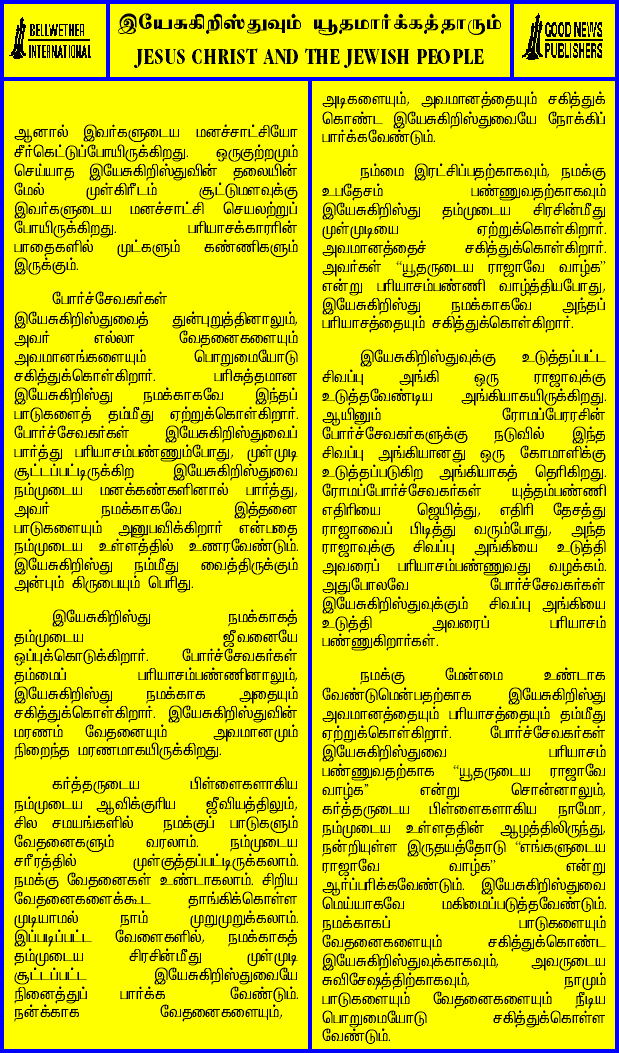 BELLWETHER
INTERNATIONAL
இயேசுகிறிஸ்துவும் யூதமார்க்கத்தாரும்
JESUS CHRIST AND THE JEWISH PEOPLE
GOOD NEWS
PUBLISHERS
ஆனால் இவர்களுடைய மனச்சாட்சியோ
சீர்கெட்டுப்போயிருக்கிறது. ஒருகுற்றமும்
செய்யாத இயேசுகிறிஸ்துவின் தலையின்
மேல் முள்கிரீடம் சூட்டுமளவுக்கு
இவர்களுடைய மனச்சாட்சி செயலற்றுப்
போயிருக்கிறது. பரியாசக்காரரின்
பாதைகளில் முட்களும் கண்ணிகளும்
இருக்கும்.
போர்ச்சேவகர்கள்
இயேசுகிறிஸ்துவைத் துன்புறுத்தினாலும்,
அவர் எல்லா வேதனைகளையும்
அவமானங்களையும் பொறுமையோடு
சகித்துக்கொள்கிறார். பரிசுத்தமான
இயேசுகிறிஸ்து நமக்காகவே இந்தப்
பாடுகளைத் தம்மீது ஏற்றுக்கொள்கிறார்.
போர்ச்சேவகர்கள் இயேசுகிறிஸ்துவைப்
பார்த்து பரியாசம்பண்ணும்போது, முள்முடி
சூட்டப்பட்டிருக்கிற இயேசுகிறிஸ்துவை
நம்முடைய மனக்கண்களினால் பார்த்து,
அவர் நமக்காகவே இத்தனை
பாடுகளையும் அனுபவிக்கிறார் என்பதை
நம்முடைய உள்ளத்தில் உணரவேண்டும்.
இயேசுகிறிஸ்து நம்மீது வைத்திருக்கும்
அன்பும் கிருபையும் பெரிது.
இயேசுகிறிஸ்து நமக்காகத்
தம்முடைய ஜீவனையே
ஒப்புக்கொடுக்கிறார். போர்ச்சேவகர்கள்
தம்மைப் பரியாசம்பண்ணினாலும்,
இயேசுகிறிஸ்து நமக்காக அதையும்
சகித்துக்கொள்கிறார். இயேசுகிறிஸ்துவின்
மரணம் வேதனையும் அவமானமும்
நிறைந்த மரணமாகயிருக்கிறது.
கர்த்தருடைய பிள்ளைகளாகிய
நம்முடைய ஆவிக்குரிய ஜீவியத்திலும்,
சில சமயங்களில் நமக்குப் பாடுகளும்
வேதனைகளும் வரலாம். நம்முடைய
சரீரத்தில் முள்குத்தப்பட்டிருக்கலாம்.
நமக்கு வேதனைகள் உண்டாகலாம். சிறிய
வேதனைகளைக்கூட தாங்கிக்கொள்ள
முடியாமல் நாம் முறுமுறுக்கலாம்.
இப்படிப்பட்ட வேளைகளில், நமக்காகத்
தம்முடைய சிரசின்மீது முள்முடி
சூட்டப்பட்ட இயேசுகிறிஸ்துவையே
நினைத்துப் பார்க்க வேண்டும்.
நன்க்காக வேதனைகளையும்,
அடிகளையும், அவமானத்தையும் சகித்துக்
கொண்ட இயேசுகிறிஸ்துவையே நோக்கிப்
பார்க்கவேண்டும்.
நம்மை இரட்சிப்பதற்காகவும், நமக்கு
உபதேசம் பண்ணுவதற்காகவும்
இயேசுகிறிஸ்து தம்முடைய சிரசின்மீது
முள்முடியை ஏற்றுக்கொள்கிறார்.
அவமானத்தைச் சகித்துக்கொள்கிறார்.
அவர்கள் “யூதருடைய ராஜாவே வாழ்க”
என்று பரியாசம்பண்ணி வாழ்த்தியபோது,
இயேசுகிறிஸ்து நமக்காகவே அந்தப்
பரியாசத்தையும் சகித்துக்கொள்கிறார்.
இயேசுகிறிஸ்துவுக்கு உடுத்தப்பட்ட
சிவப்பு அங்கி ஒரு ராஜாவுக்கு
உடுத்தவேண்டிய அங்கியாகயிருக்கிறது.
ஆயினும் ரோமப்பேரரசின்
போர்ச்சேவகர்களுக்கு நடுவில் இந்த
சிவப்பு அங்கியானது ஒரு கோமாளிக்கு
உடுத்தப்படுகிற அங்கியாகத் தெரிகிறது.
ரோமப்போர்ச்சேவகர்கள் யுத்தம்பண்ணி
எதிரியை ஜெயித்து, எதிரி தேசத்து
ராஜாவைப் பிடித்து வரும்போது, அந்த
ராஜாவுக்கு சிவப்பு அங்கியை உடுத்தி
அவரைப் பரியாசம்பண்ணுவது வழக்கம்.
அதுபோலவே போர்ச்சேவகர்கள்
இயேசுகிறிஸ்துவுக்கும் சிவப்பு அங்கியை
உடுத்தி அவரைப் பரியாசம்
பண்ணுகிறார்கள்.
நமக்கு மேன்மை உண்டாக
வேண்டுமென்பதற்காக இயேசுகிறிஸ்து
அவமானத்தையும் பரியாசத்தையும் தம்மீது
ஏற்றுக்கொள்கிறார். போர்ச்சேவகர்கள்
இயேசுகிறிஸ்துவை பரியாசம்
பண்ணுவதற்காக “யூதருடைய ராஜாவே
வாழ்க” என்று சொன்னாலும்,
கர்த்தருடைய பிள்ளைகளாகிய நாமோ,
நம்முடைய உள்ளதின் ஆழத்திலிருந்து,
நன்றியுள்ள இருதயத்தோடு “எங்களுடைய
ராஜாவே வாழ்க” என்று
ஆர்ப்பரிக்கவேண்டும். இயேசுகிறிஸ்துவை
மெய்யாகவே மகிமைப்படுத்தவேண்டும்.
நமக்காகப் பாடுகளையும்
வேதனைகளையும் சகித்துக்கொண்ட
இயேசுகிறிஸ்துவுக்காகவும், அவருடைய
சுவிசேஷத்திற்காகவும், நாமும்
பாடுகளையும் வேதனைகளையும் நீடிய
பொறுமையோடு சகித்துக்கொள்ள
வேண்டும்.